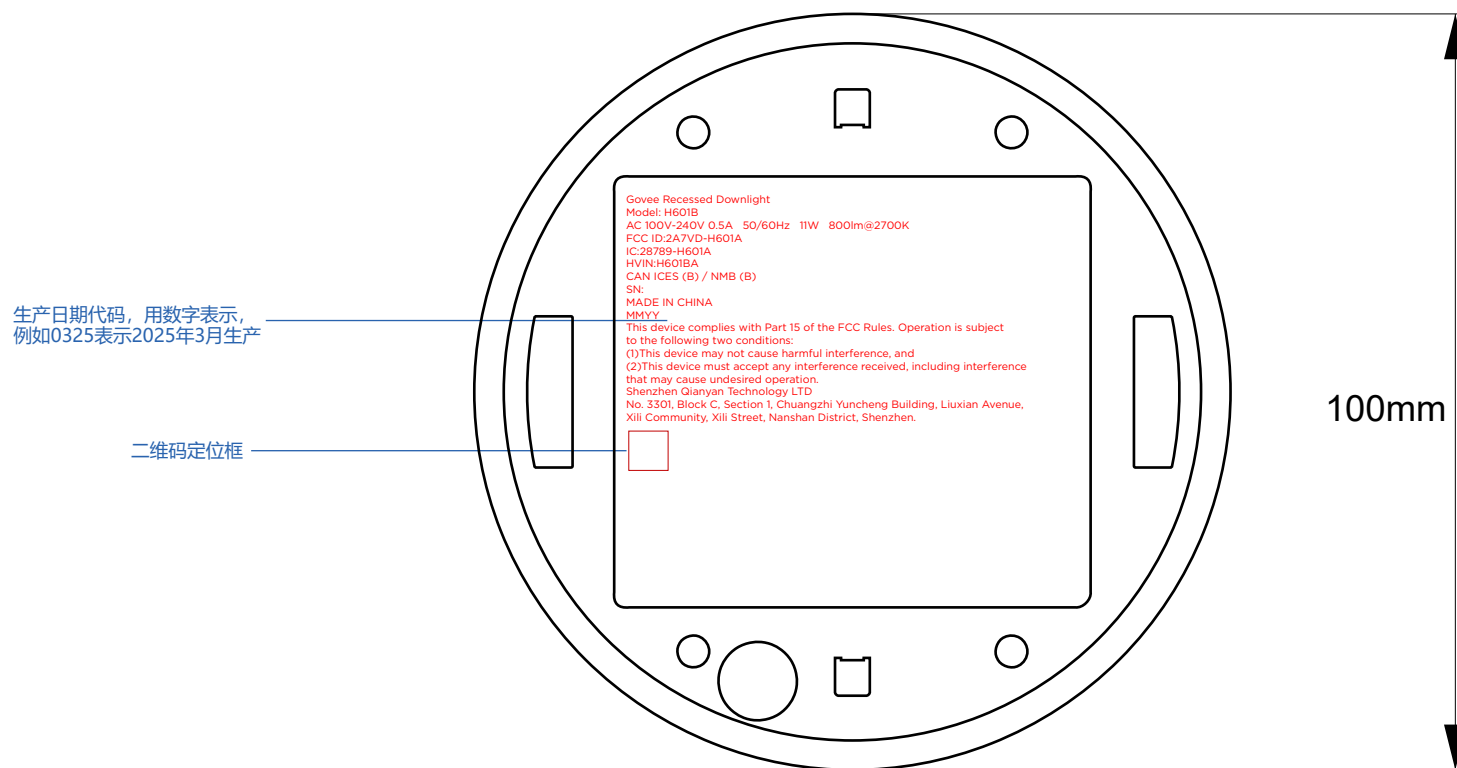 Govee Recessed Downlight
Model: H601B
AC 100V-240V 0.5A 50/60Hz 11W 800lm@2700K
FCC ID:2A7VD-H601A
IC:28789-H601A
HVIN:H601BA
CAN ICES (B) / NMB (B)
SN:
MADE IN CHINA
MMYY
This device complies with Part 15 of the FCC Rules. Operation is subject
to the following two conditions:
(1)This device may not cause harmful interference, and
(2)This device must accept any interference received, including interference
that may cause undesired operation.
Shenzhen Qianyan Technology LTD
No. 3301, Block C, Section 1, Chuangzhi Yuncheng Building, Liuxian Avenue,
Xili Community, Xili Street, Nanshan District, Shenzhen.
生产日期代码，用数字表示，
例如0325表示2025年3月生产
二维码定位框
100mm